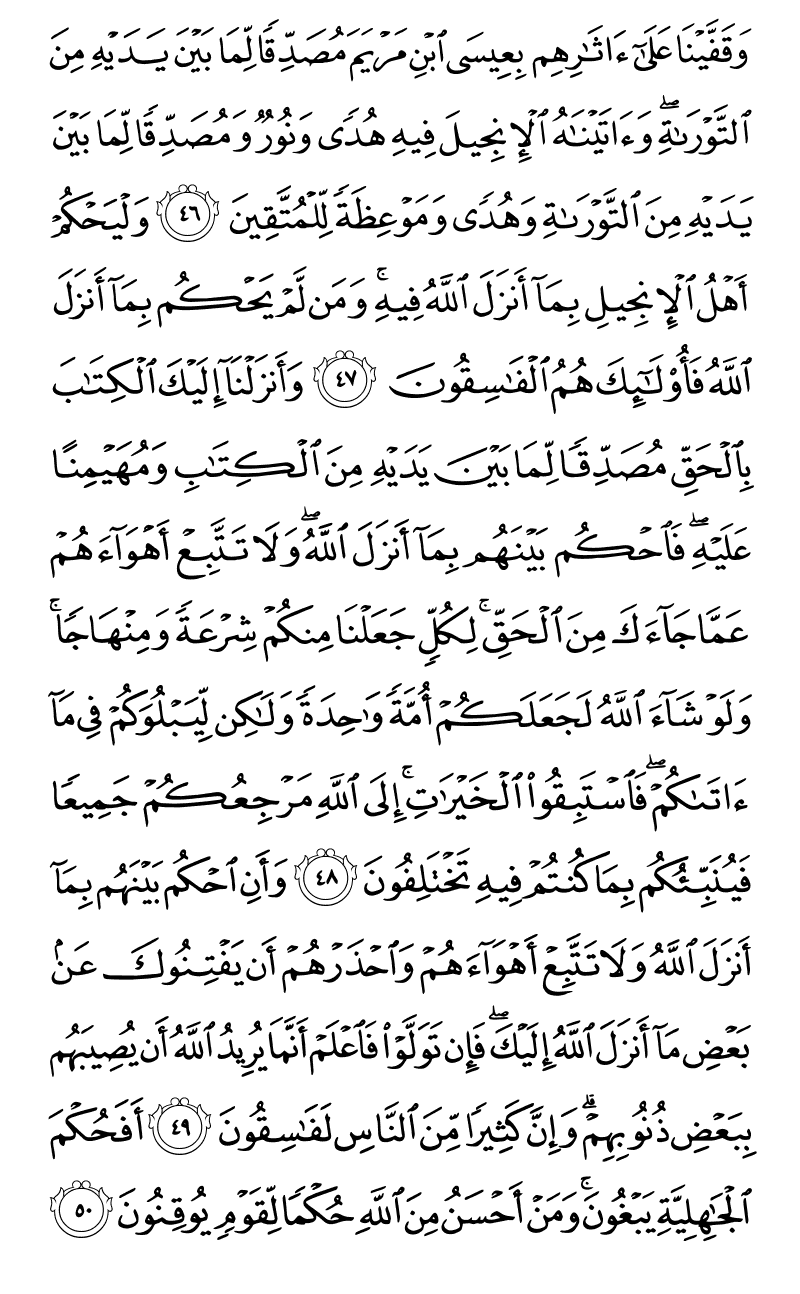 وَقَفَّيْنَا عَلَىٰٓ ءَاثَـٰرِهِم بِعِيسَى ٱبْنِ مَرْيَمَ مُصَدِّقًا لِّمَا بَيْنَ يَدَيْهِ مِنَ
ٱلتَّوْرَىٰةِ ۖ وَءَاتَيْنَـٰهُ ٱلْإِنجِيلَ فِيهِ هُدًى وَنُورٌ وَمُصَدِّقًا لِّمَا بَيْنَ
يَدَيْهِ مِنَ ٱلتَّوْرَىٰةِ وَهُدًى وَمَوْعِظَةً لِّلْمُتَّقِينَ ٤٦ وَلْيَحْكُمْ
أَهْلُ ٱلْإِنجِيلِ بِمَآ أَنزَلَ ٱللَّهُ فِيهِ ۚ وَمَن لَّمْ يَحْكُم بِمَآ أَنزَلَ
ٱللَّهُ فَأُو۟لَـٰٓئِكَ هُمُ ٱلْفَـٰسِقُونَ ٤٧ وَأَنزَلْنَآ إِلَيْكَ ٱلْكِتَـٰبَ
بِٱلْحَقِّ مُصَدِّقًا لِّمَا بَيْنَ يَدَيْهِ مِنَ ٱلْكِتَـٰبِ وَمُهَيْمِنًا
عَلَيْهِ ۖ فَٱحْكُم بَيْنَهُم بِمَآ أَنزَلَ ٱللَّهُ ۖ وَلَا تَتَّبِعْ أَهْوَآءَهُمْ
عَمَّا جَآءَكَ مِنَ ٱلْحَقِّ ۚ لِكُلٍّ جَعَلْنَا مِنكُمْ شِرْعَةً وَمِنْهَاجًا ۚ
وَلَوْ شَآءَ ٱللَّهُ لَجَعَلَكُمْ أُمَّةً وَٰحِدَةً وَلَـٰكِن لِّيَبْلُوَكُمْ فِى مَآ
ءَاتَىٰكُمْ ۖ فَٱسْتَبِقُوا۟ ٱلْخَيْرَٰتِ ۚ إِلَى ٱللَّهِ مَرْجِعُكُمْ جَمِيعًا
فَيُنَبِّئُكُم بِمَا كُنتُمْ فِيهِ تَخْتَلِفُونَ ٤٨ وَأَنِ ٱحْكُم بَيْنَهُم بِمَآ
أَنزَلَ ٱللَّهُ وَلَا تَتَّبِعْ أَهْوَآءَهُمْ وَٱحْذَرْهُمْ أَن يَفْتِنُوكَ عَنۢ
بَعْضِ مَآ أَنزَلَ ٱللَّهُ إِلَيْكَ ۖ فَإِن تَوَلَّوْا۟ فَٱعْلَمْ أَنَّمَا يُرِيدُ ٱللَّهُ أَن يُصِيبَهُم
بِبَعْضِ ذُنُوبِهِمْ ۗ وَإِنَّ كَثِيرًا مِّنَ ٱلنَّاسِ لَفَـٰسِقُونَ ٤٩ أَفَحُكْمَ
ٱلْجَـٰهِلِيَّةِ يَبْغُونَ ۚ وَمَنْ أَحْسَنُ مِنَ ٱللَّهِ حُكْمًا لِّقَوْمٍ يُوقِنُونَ ٥٠